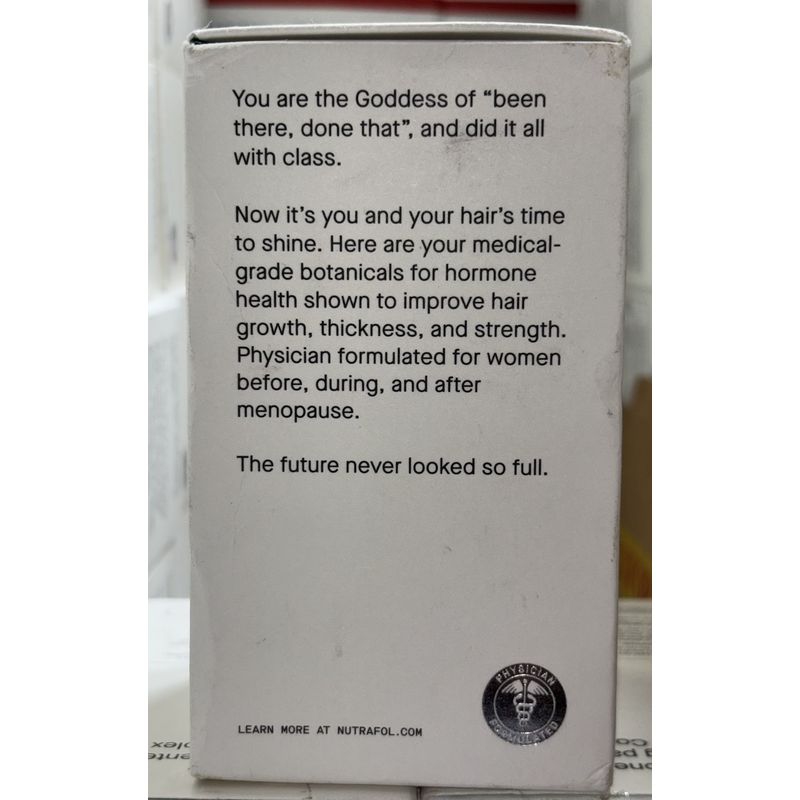 You are the Goddess of “been
there, done that”, and did it all
with class.
Now it’s you and your hair’s time
to shine. Here are your medical-
grade botanicals for hormone
health shown to improve hair
growth, thickness, and strength.
Physician formulated for women
before, during, and after
menopause.
The future never looked so full.
LEARN MORE AT NUTRAFOL.COM
PHYSICIAN
FORMULATED